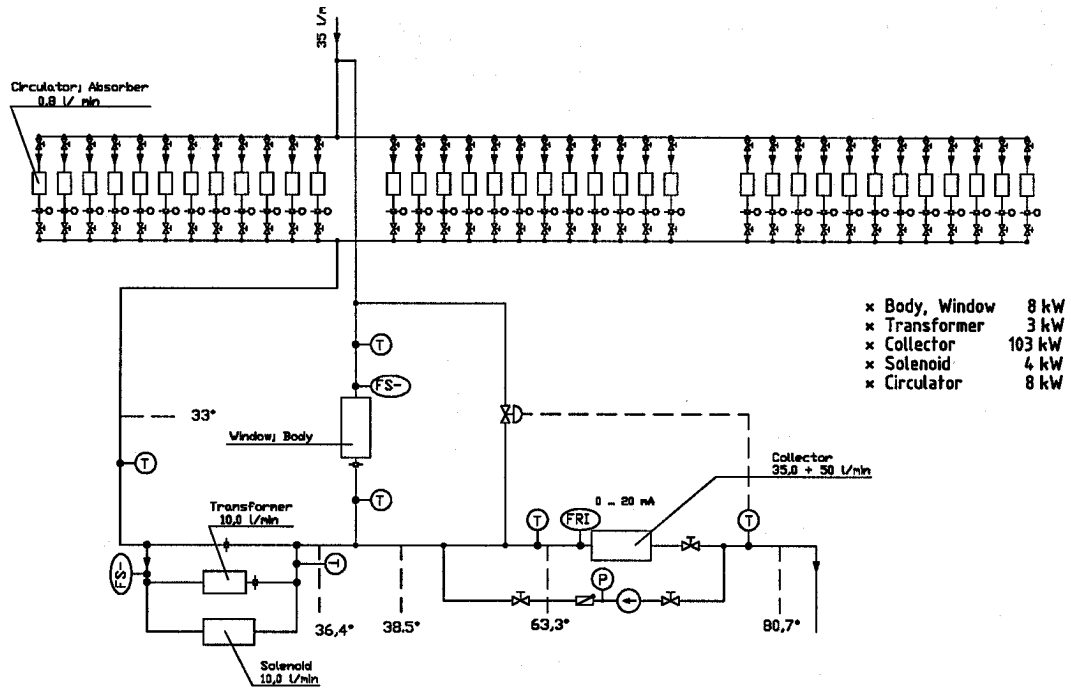 35 l/m
Circulator; Absorber
0.8 l/ min
× Body, Window 8 kW
× Transformer 3 kW
× Collector 103 kW
× Solenoid 4 kW
× Circulator 8 kW
T
FS-
33°
Window; Body
T
Collector
35,0 + 50 l/min
T
0 ... 20 mA
Transformer
10,0 l/min
T
FRI
T
FS-
T
P
36,4°
38.5°
63,3°
80,7°
Solenoid
10,0 l/min